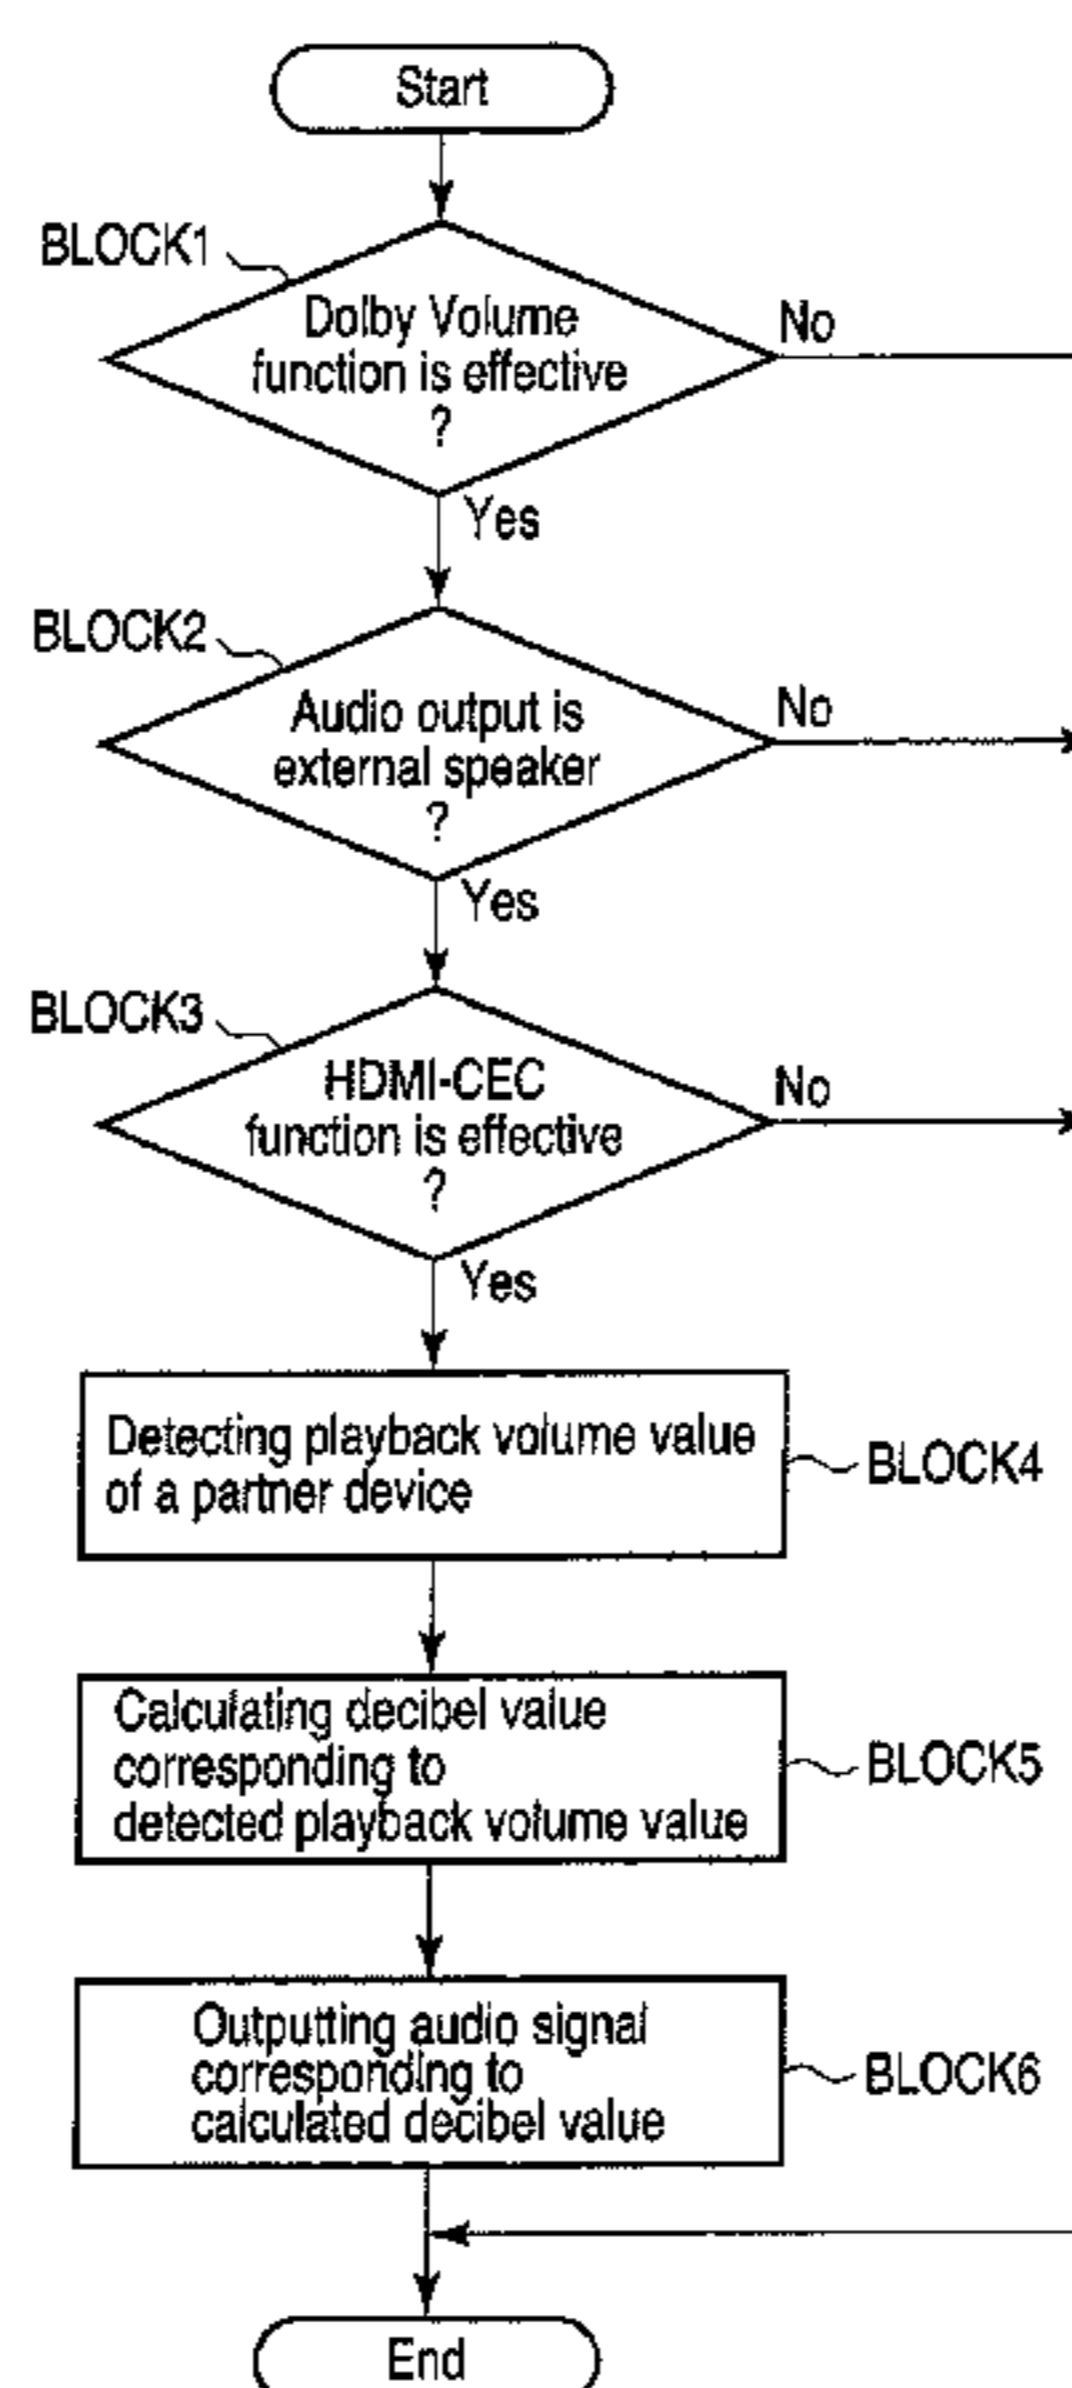 Start
BLOCK1
Dolby Volume
function is effective
?
No
Yes
BLOCK2
Audio output is
external speaker
?
No
Yes
BLOCK3
HDMI-CEC
function is effective
?
No
Yes
Detecting playback volume value
of a partner device
BLOCK4
Calculating decibel value
corresponding to
detected playback volume value
BLOCK5
Outputting audio signal
corresponding to
calculated decibel value
BLOCK6
End